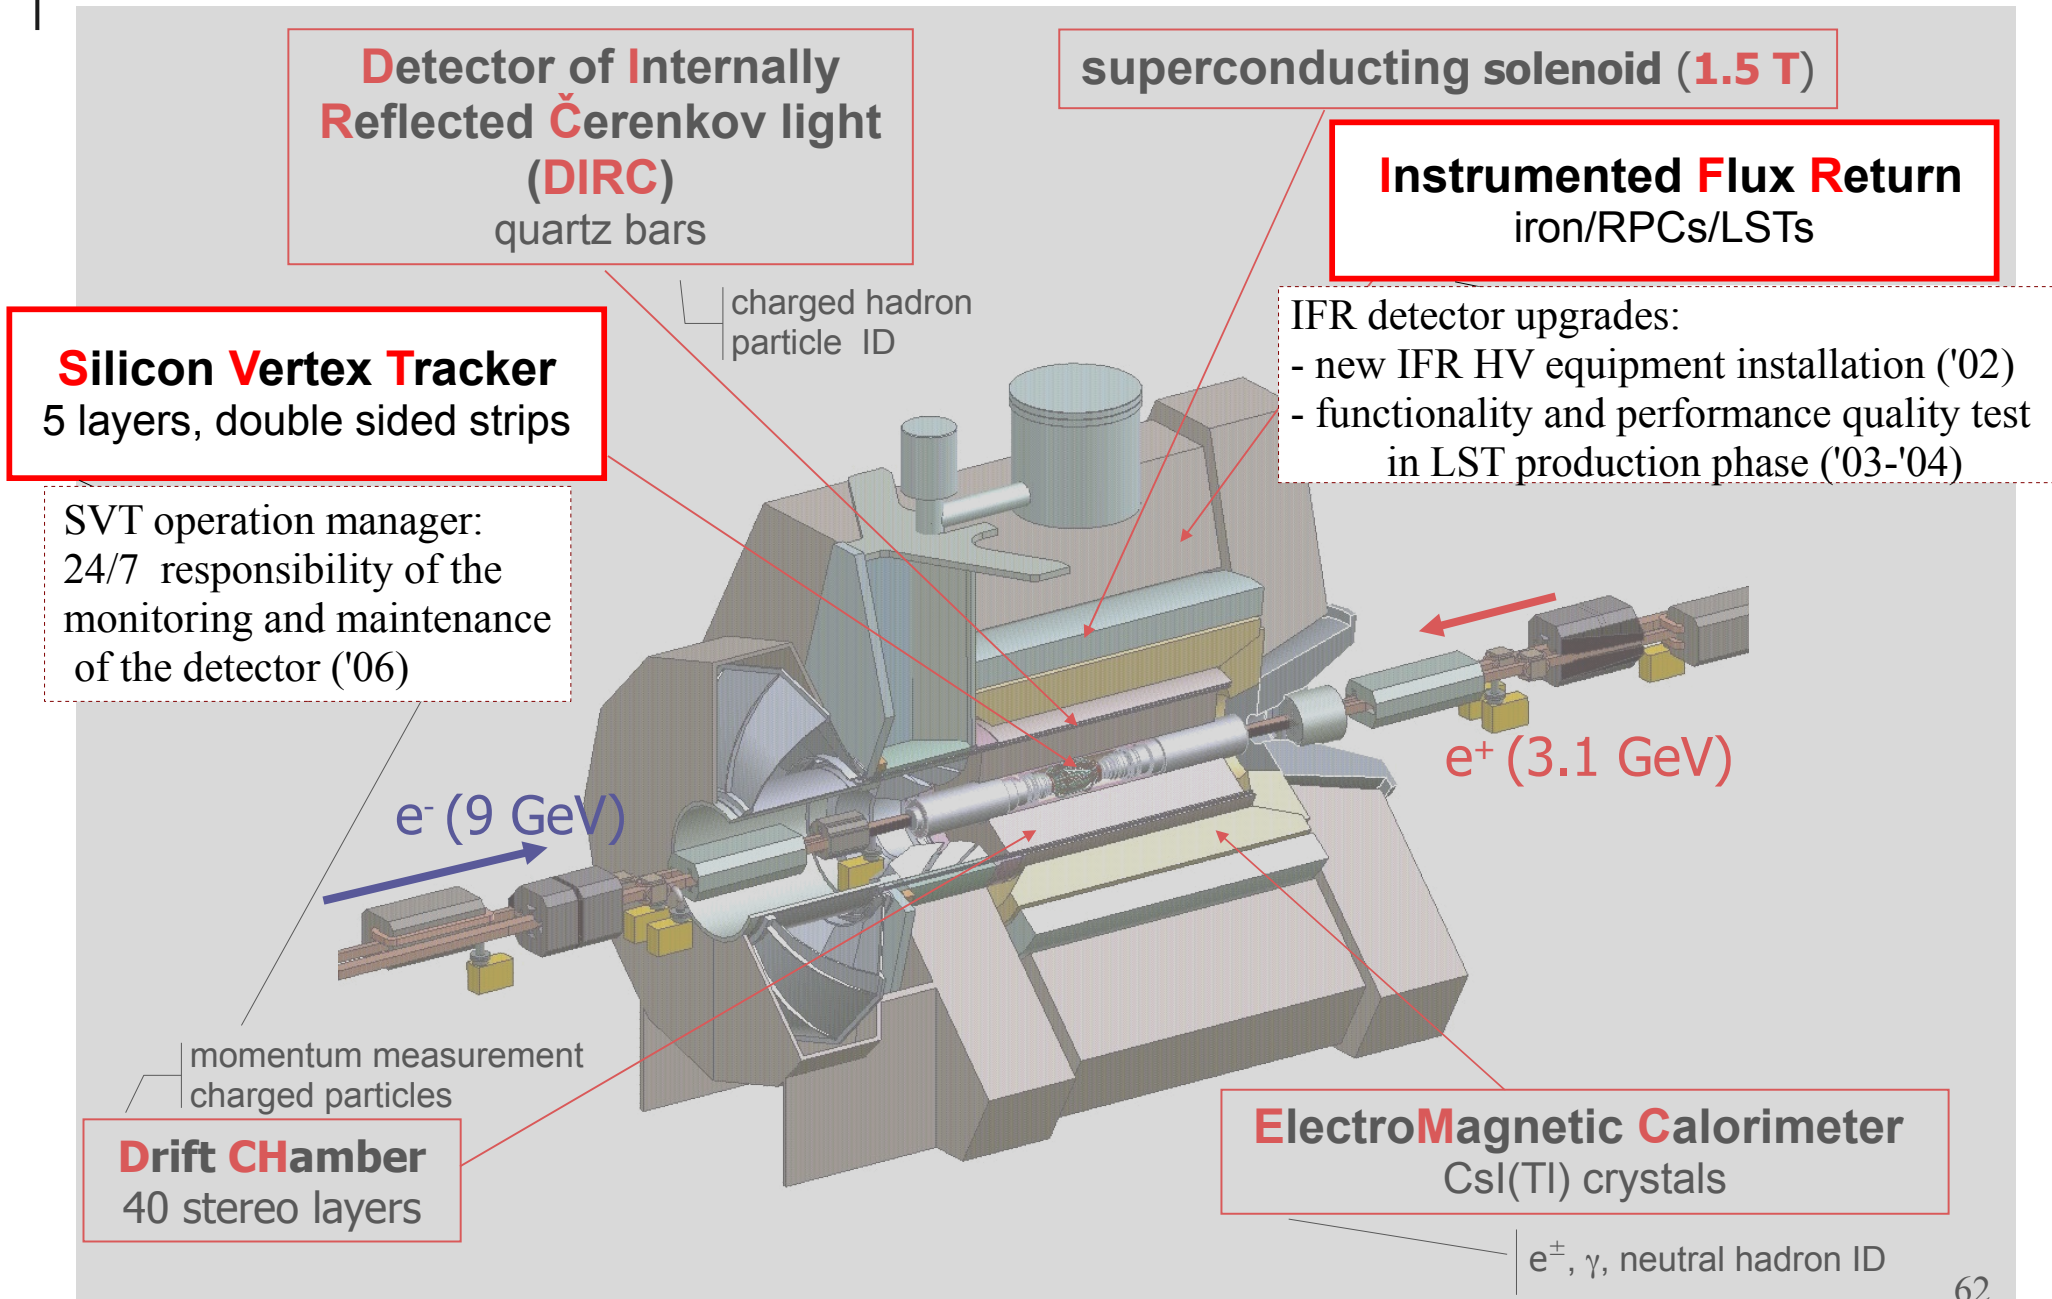 Detector of Internally
Reflected Čerenkov light
(DIRC)
quartz bars
superconducting solenoid (1.5 T)
Instrumented Flux Return
iron/RPCs/LSTs
charged hadron
particle ID
IFR detector upgrades:
- new IFR HV equipment installation ('02)
- functionality and performance quality test
in LST production phase ('03-'04)
Silicon Vertex Tracker
5 layers, double sided strips
SVT operation manager:
24/7 responsibility of the
monitoring and maintenance
of the detector ('06)
e⁺ (3.1 GeV)
e⁻ (9 GeV)
momentum measurement
charged particles
Drift CHamber
40 stereo layers
ElectroMagnetic Calorimeter
CsI(Tl) crystals
e±, γ, neutral hadron ID
62